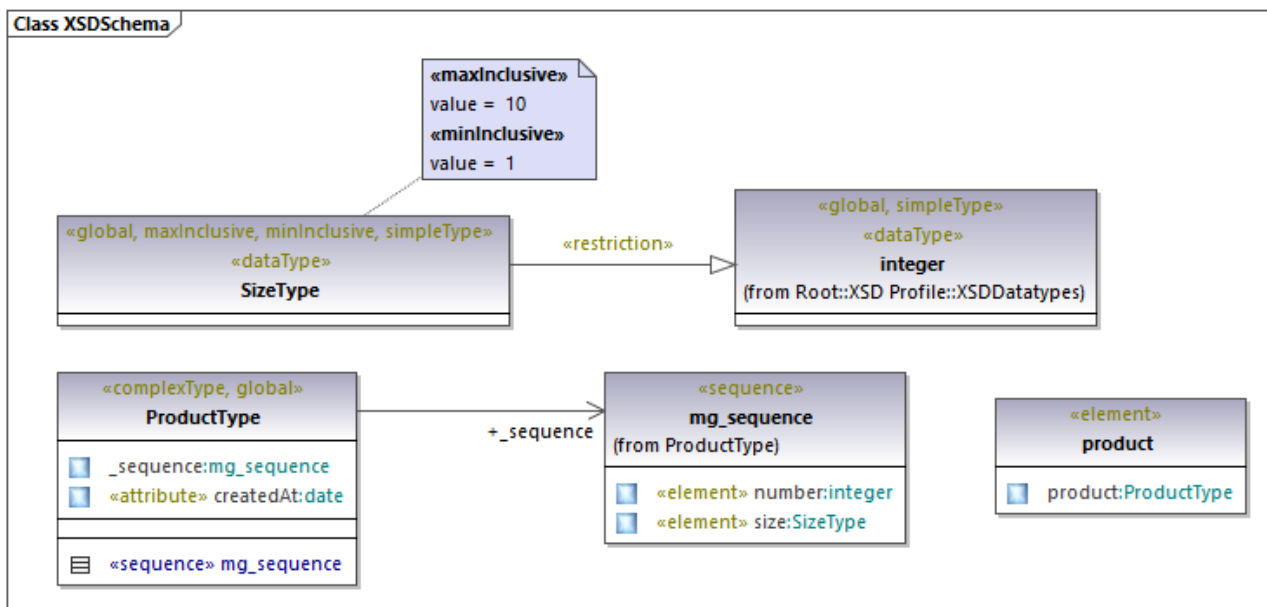 Class XSDSchema
«maxInclusive»
value = 10
«minInclusive»
value = 1
«global, maxInclusive, minInclusive, simpleType»
«dataType»
SizeType
«restriction»
«global, simpleType»
«dataType»
integer
(from Root::XSD Profile::XSDDatatypes)
«complexType, global»
ProductType
_sequence:mg_sequence
«attribute» createdAt:date
«sequence» mg_sequence
+_sequence
«sequence»
mg_sequence
(from ProductType)
«element» number:integer
«element» size:SizeType
«element»
product
product:ProductType